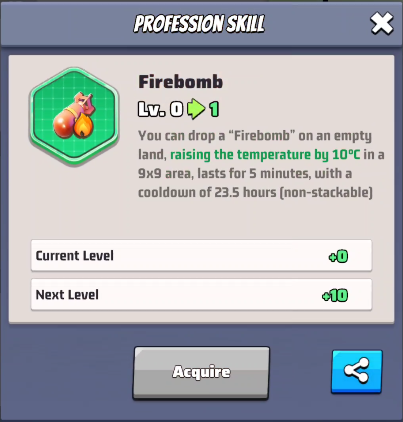 PROFESSION SKILL
Firebomb
Lv. 0 1
You can drop a “Firebomb” on an empty
land, raising the temperature by 10°C in a
9x9 area, lasts for 5 minutes, with a
cooldown of 23.5 hours (non-stackable)
Current Level +0
Next Level +10
Acquire